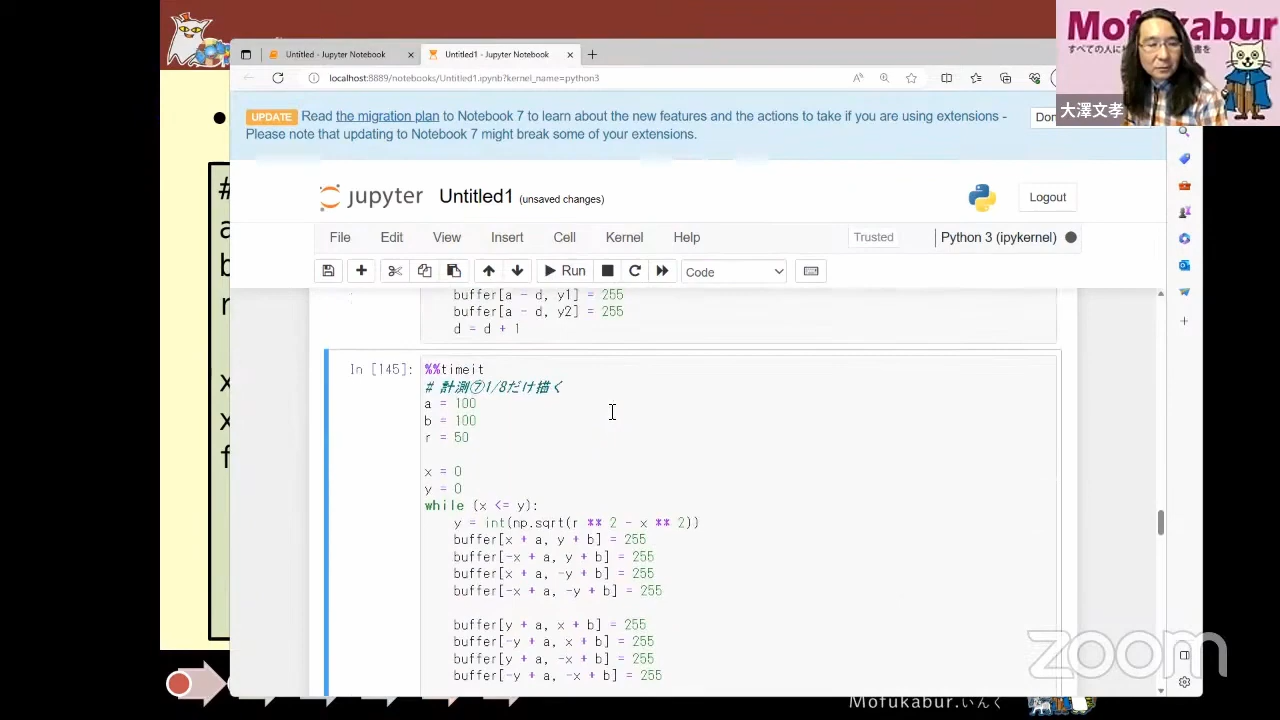 Untitled - Jupyter Notebook
Untitled1 - Jupyter Notebook
localhost:8889/notebooks/Untitled1.ipynb?kernel_name=python3
Mofukabur
大澤文孝
UPDATE Read the migration plan to Notebook 7 to learn about the new features and the actions to take if you are using extensions -
Please note that updating to Notebook 7 might break some of your extensions.
Don
jupyter Untitled1 (unsaved changes)
Logout
File Edit View Insert Cell Kernel Help
Trusted
Python 3 (ipykernel)
Run
Code
#
a
b
r
x
x
f
buffer[a - d, y1] = 255
buffer[a - d, y2] = 255
d = d + 1
In [145]:
%%timeit
# 計測⑦1/8だけ描く
a = 100
b = 100
r = 50
x = 0
y = 0
while (x <= y):
y = int(np.sqrt(r ** 2 - x ** 2))
buffer[x + a, y + b] = 255
buffer[-x + a, y + b] = 255
buffer[x + a, -y + b] = 255
buffer[-x + a, -y + b] = 255
buffer[y + a, x + b] = 255
buffer[-y + a, x + b] = 255
buffer[y + a, -x + b] = 255
buffer[-y + a, -x + b] = 255
zoom
Mofukabur.いんく